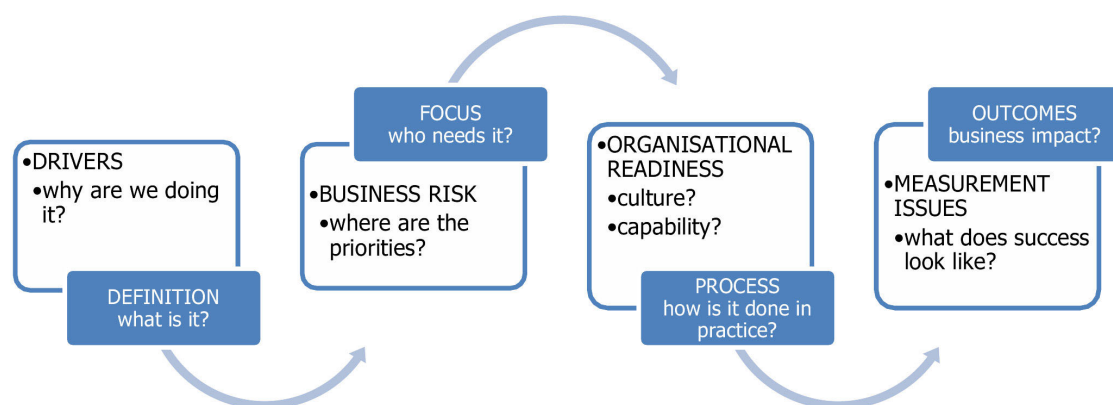 •DRIVERS
•why are we doing
it?
DEFINITION
what is it?
FOCUS
who needs it?
•BUSINESS RISK
•where are the
priorities?
•ORGANISATIONAL
READINESS
•culture?
•capability?
PROCESS
how is it done in
practice?
OUTCOMES
business impact?
•MEASUREMENT
ISSUES
•what does success
look like?